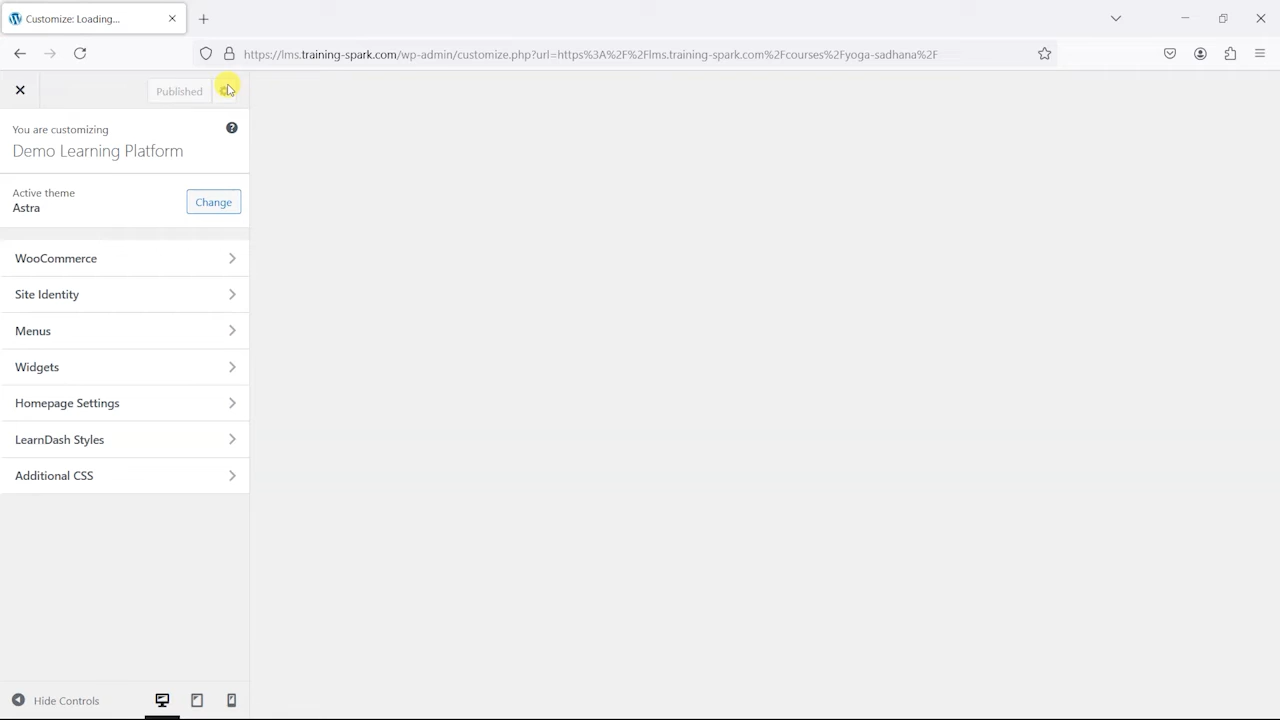 Customize: Loading...
https://lms.training-spark.com/wp-admin/customize.php?url=https%3A%2F%2Flms.training-spark.com%2Fcourses%2Fyoga-sadhana%2F
Published
You are customizing
Demo Learning Platform
Active theme
Astra
Change
WooCommerce
Site Identity
Menus
Widgets
Homepage Settings
LearnDash Styles
Additional CSS
Hide Controls